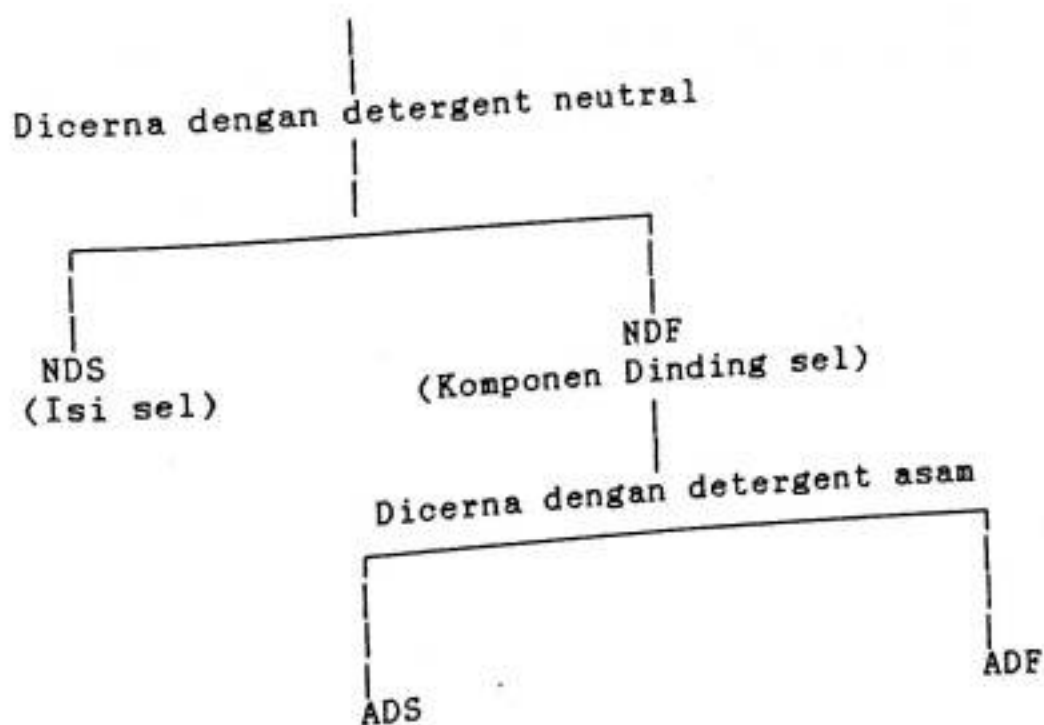 Dicerna dengan detergent neutral
NDS
(Isi sel)
NDF
(Komponen Dinding sel)
Dicerna dengan detergent asam
ADS
ADF